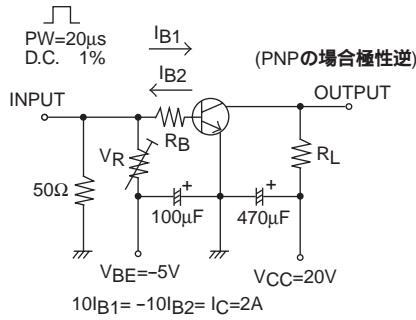 PW=20μs
D.C. 1%
IB1
IB2
(PNPの場合極性逆)
INPUT
OUTPUT
RB
VR
RL
50Ω
+
+
100μF
470μF
VBE=−5V
VCC=20V
10IB1= −10IB2= IC=2A